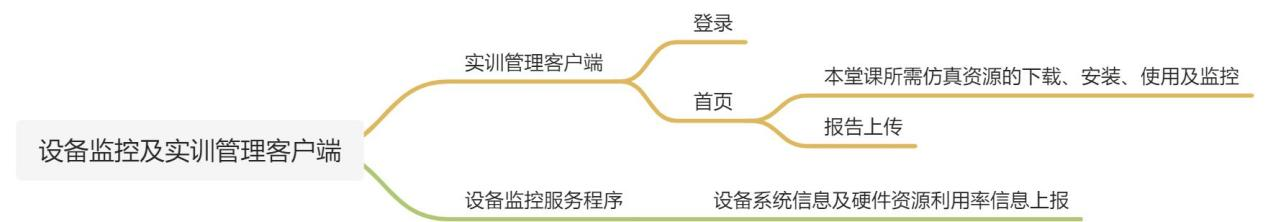 设备监控及实训管理客户端
实训管理客户端
登录
首页
本堂课所需仿真资源的下载、安装、使用及监控
报告上传
设备监控服务程序
设备系统信息及硬件资源利用率信息上报